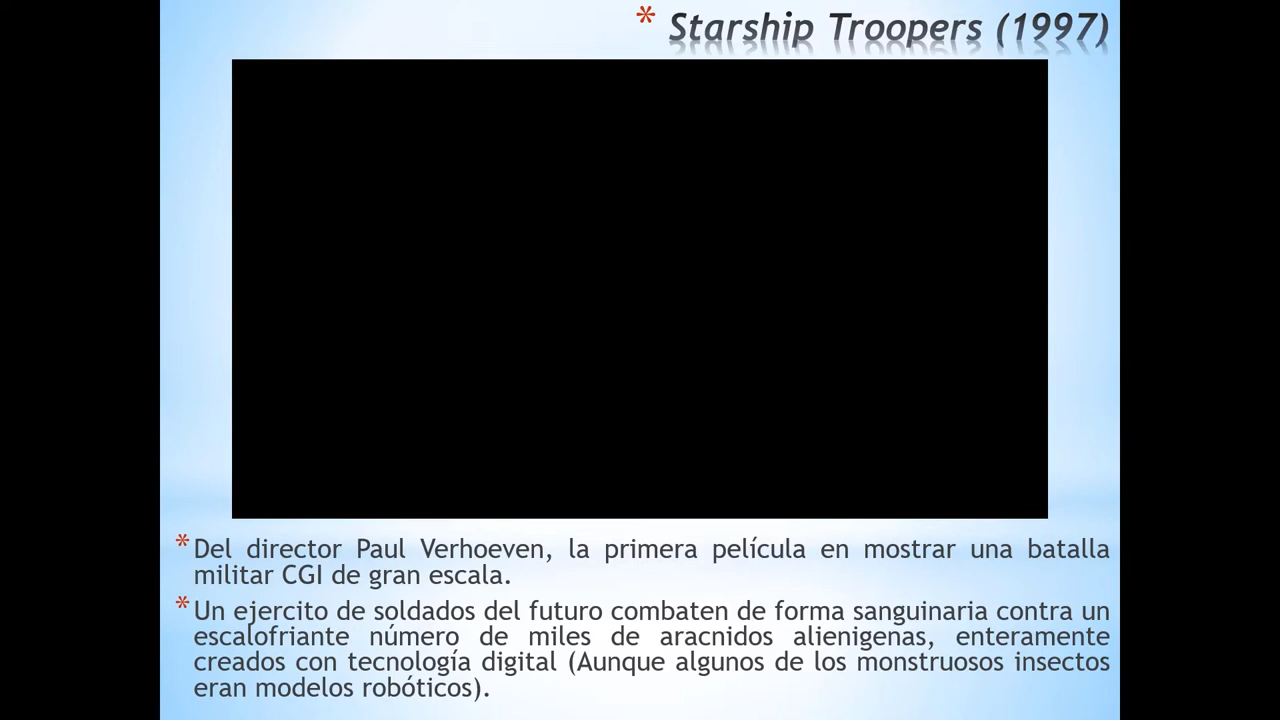 * Starship Troopers (1997)
* Del director Paul Verhoeven, la primera película en mostrar una batalla
militar CGI de gran escala.
* Un ejercito de soldados del futuro combaten de forma sanguinaria contra un
escalofriante número de miles de aracnidos alienigenas, enteramente
creados con tecnología digital (Aunque algunos de los monstruosos insectos
eran modelos robóticos).